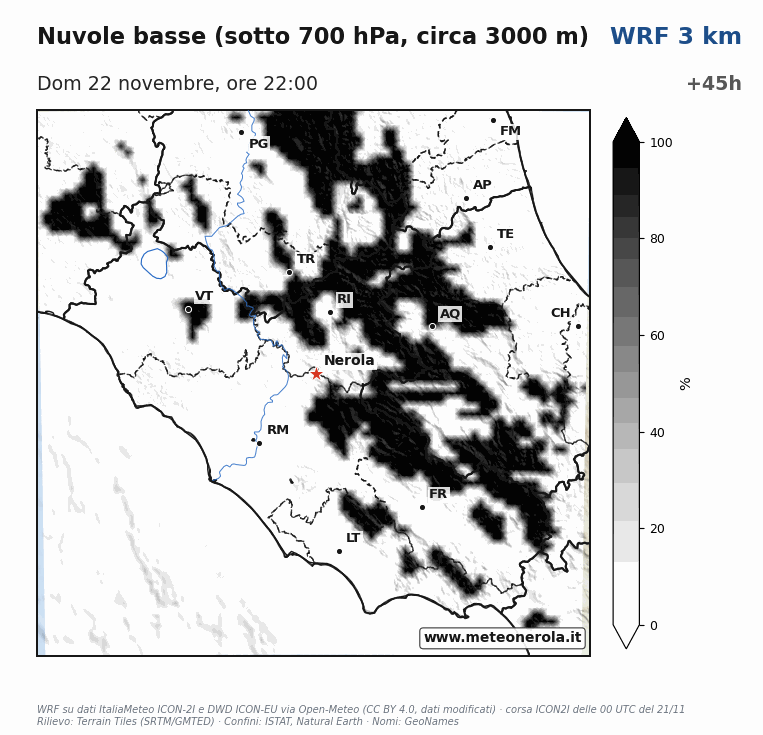 Nuvole basse (sotto 700 hPa, circa 3000 m) WRF 3 km
Dom 22 novembre, ore 22:00 +45h
FM
PG
AP
TE
TR
VT
RI
AQ
CH
Nerola
RM
FR
LT
www.meteonerola.it
100
80
60
40
20
0
%
WRF su dati ItaliaMeteo ICON-2I e DWD ICON-EU via Open-Meteo (CC BY 4.0, dati modificati) · corsa ICON2I delle 00 UTC del 21/11
Rilievo: Terrain Tiles (SRTM/GMTED) · Confini: ISTAT, Natural Earth · Nomi: GeoNames